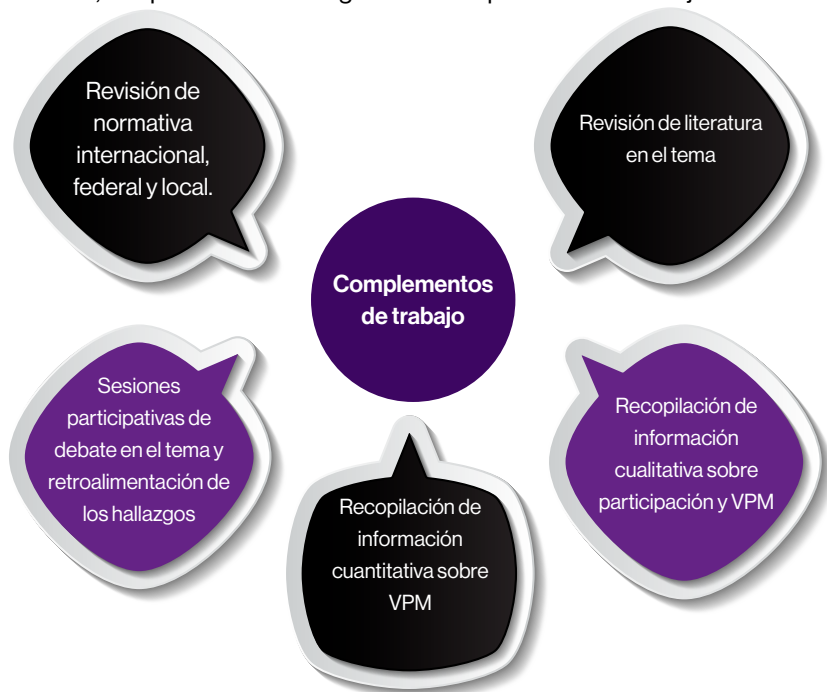 Revisión de
normativa
internacional,
federal y local.
Revisión de literatura
en el tema
Complementos
de trabajo
Sesiones
participativas de
debate en el tema y
retroalimentación de
los hallazgos
Recopilación de
información
cuantitativa sobre
VPM
Recopilación de
información
cualitativa sobre
participación y VPM